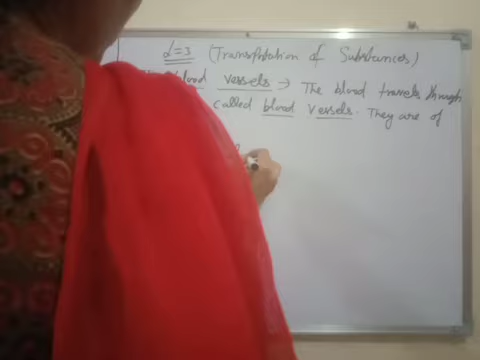 L=3 (Transportation of Substances)
blood vessels → The blood travels through
called blood vessels. They are of